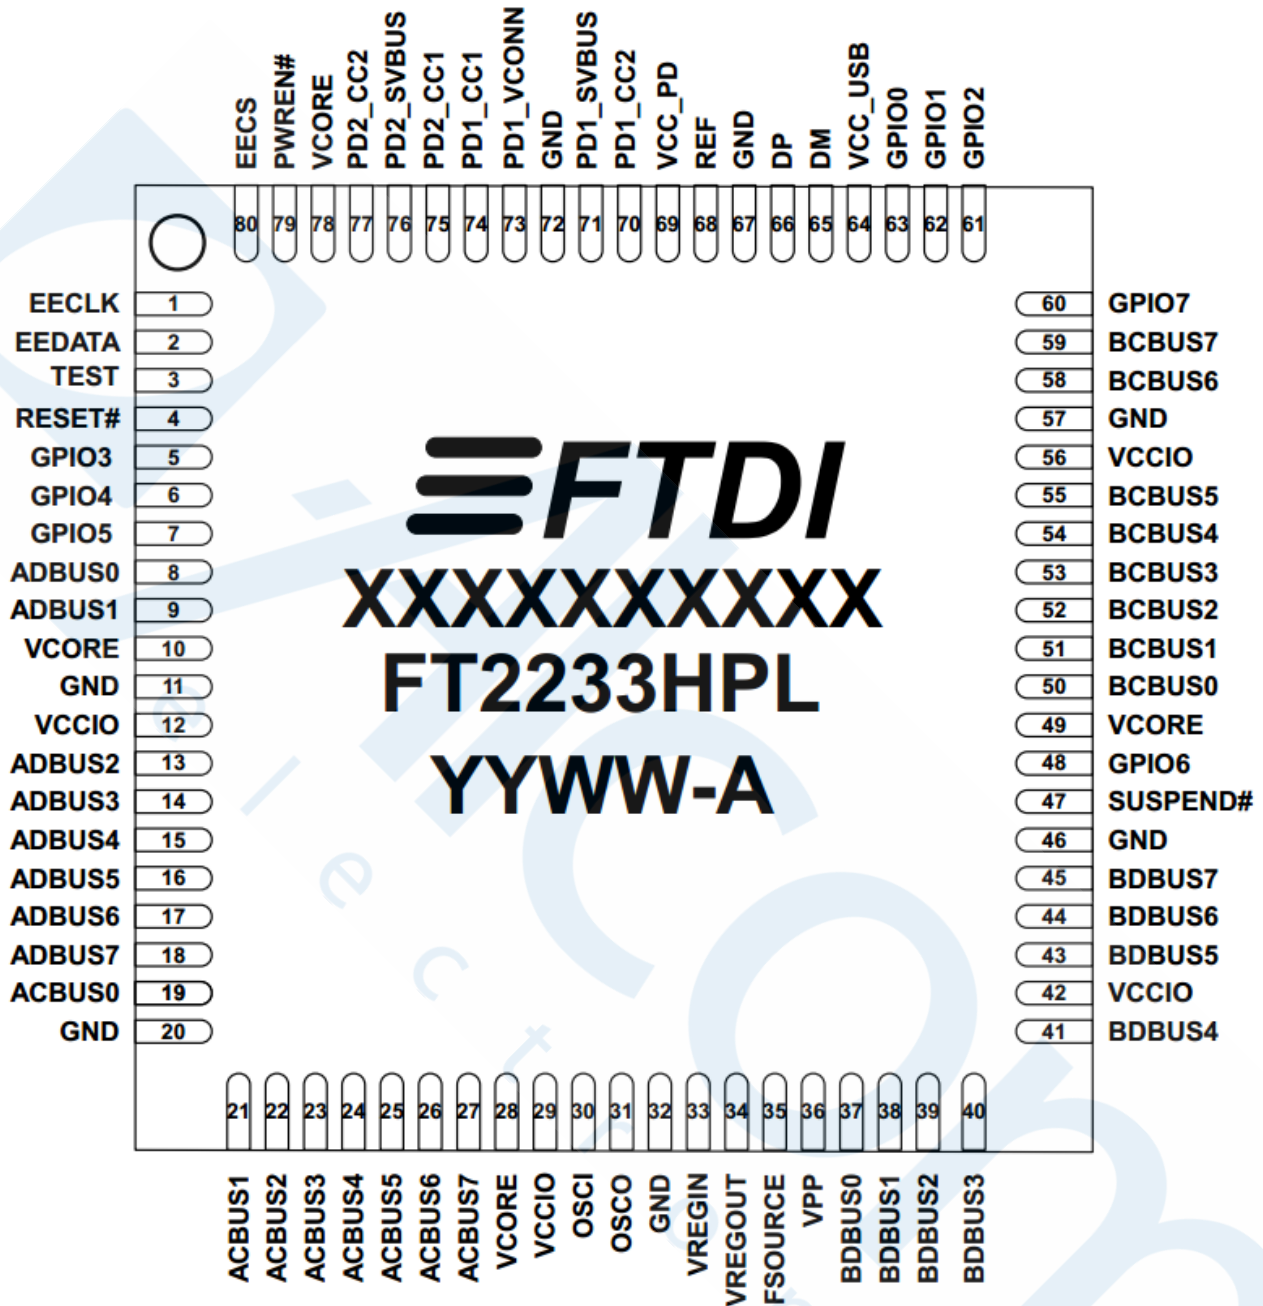 EECS
PWREN#
VCORE
PD2_CC2
PD2_SVBUS
PD2_CC1
PD1_CC1
PD1_VCONN
GND
PD1_SVBUS
PD1_CC2
VCC_PD
REF
GND
DP
DM
VCC_USB
GPIO0
GPIO1
GPIO2
80 79 78 77 76 75 74 73 72 71 70 69 68 67 66 65 64 63 62 61
EECLK 1
EEDATA 2
TEST 3
RESET# 4
GPIO3 5
GPIO4 6
GPIO5 7
ADBUS0 8
ADBUS1 9
VCORE 10
GND 11
VCCIO 12
ADBUS2 13
ADBUS3 14
ADBUS4 15
ADBUS5 16
ADBUS6 17
ADBUS7 18
ACBUS0 19
GND 20
FTDI
XXXXXXXXXX
FT2233HPL
YYWW-A
60 GPIO7
59 BCBUS7
58 BCBUS6
57 GND
56 VCCIO
55 BCBUS5
54 BCBUS4
53 BCBUS3
52 BCBUS2
51 BCBUS1
50 BCBUS0
49 VCORE
48 GPIO6
47 SUSPEND#
46 GND
45 BDBUS7
44 BDBUS6
43 BDBUS5
42 VCCIO
41 BDBUS4
21 22 23 24 25 26 27 28 29 30 31 32 33 34 35 36 37 38 39 40
ACBUS1
ACBUS2
ACBUS3
ACBUS4
ACBUS5
ACBUS6
ACBUS7
VCORE
VCCIO
OSCI
OSCO
GND
VREGIN
VREGOUT
FSOURCE
VPP
BDBUS0
BDBUS1
BDBUS2
BDBUS3